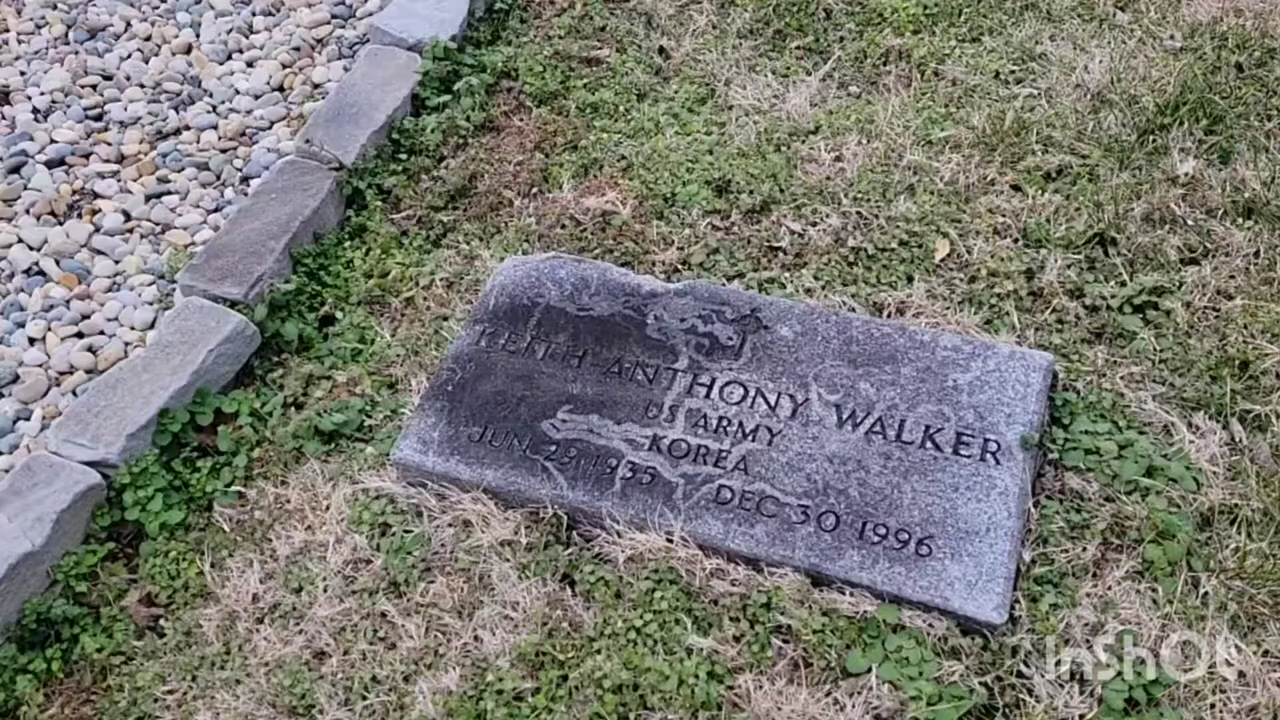 KEITH ANTHONY WALKER
US ARMY
KOREA
JUN 29 1935 DEC 30 1996
InShOt